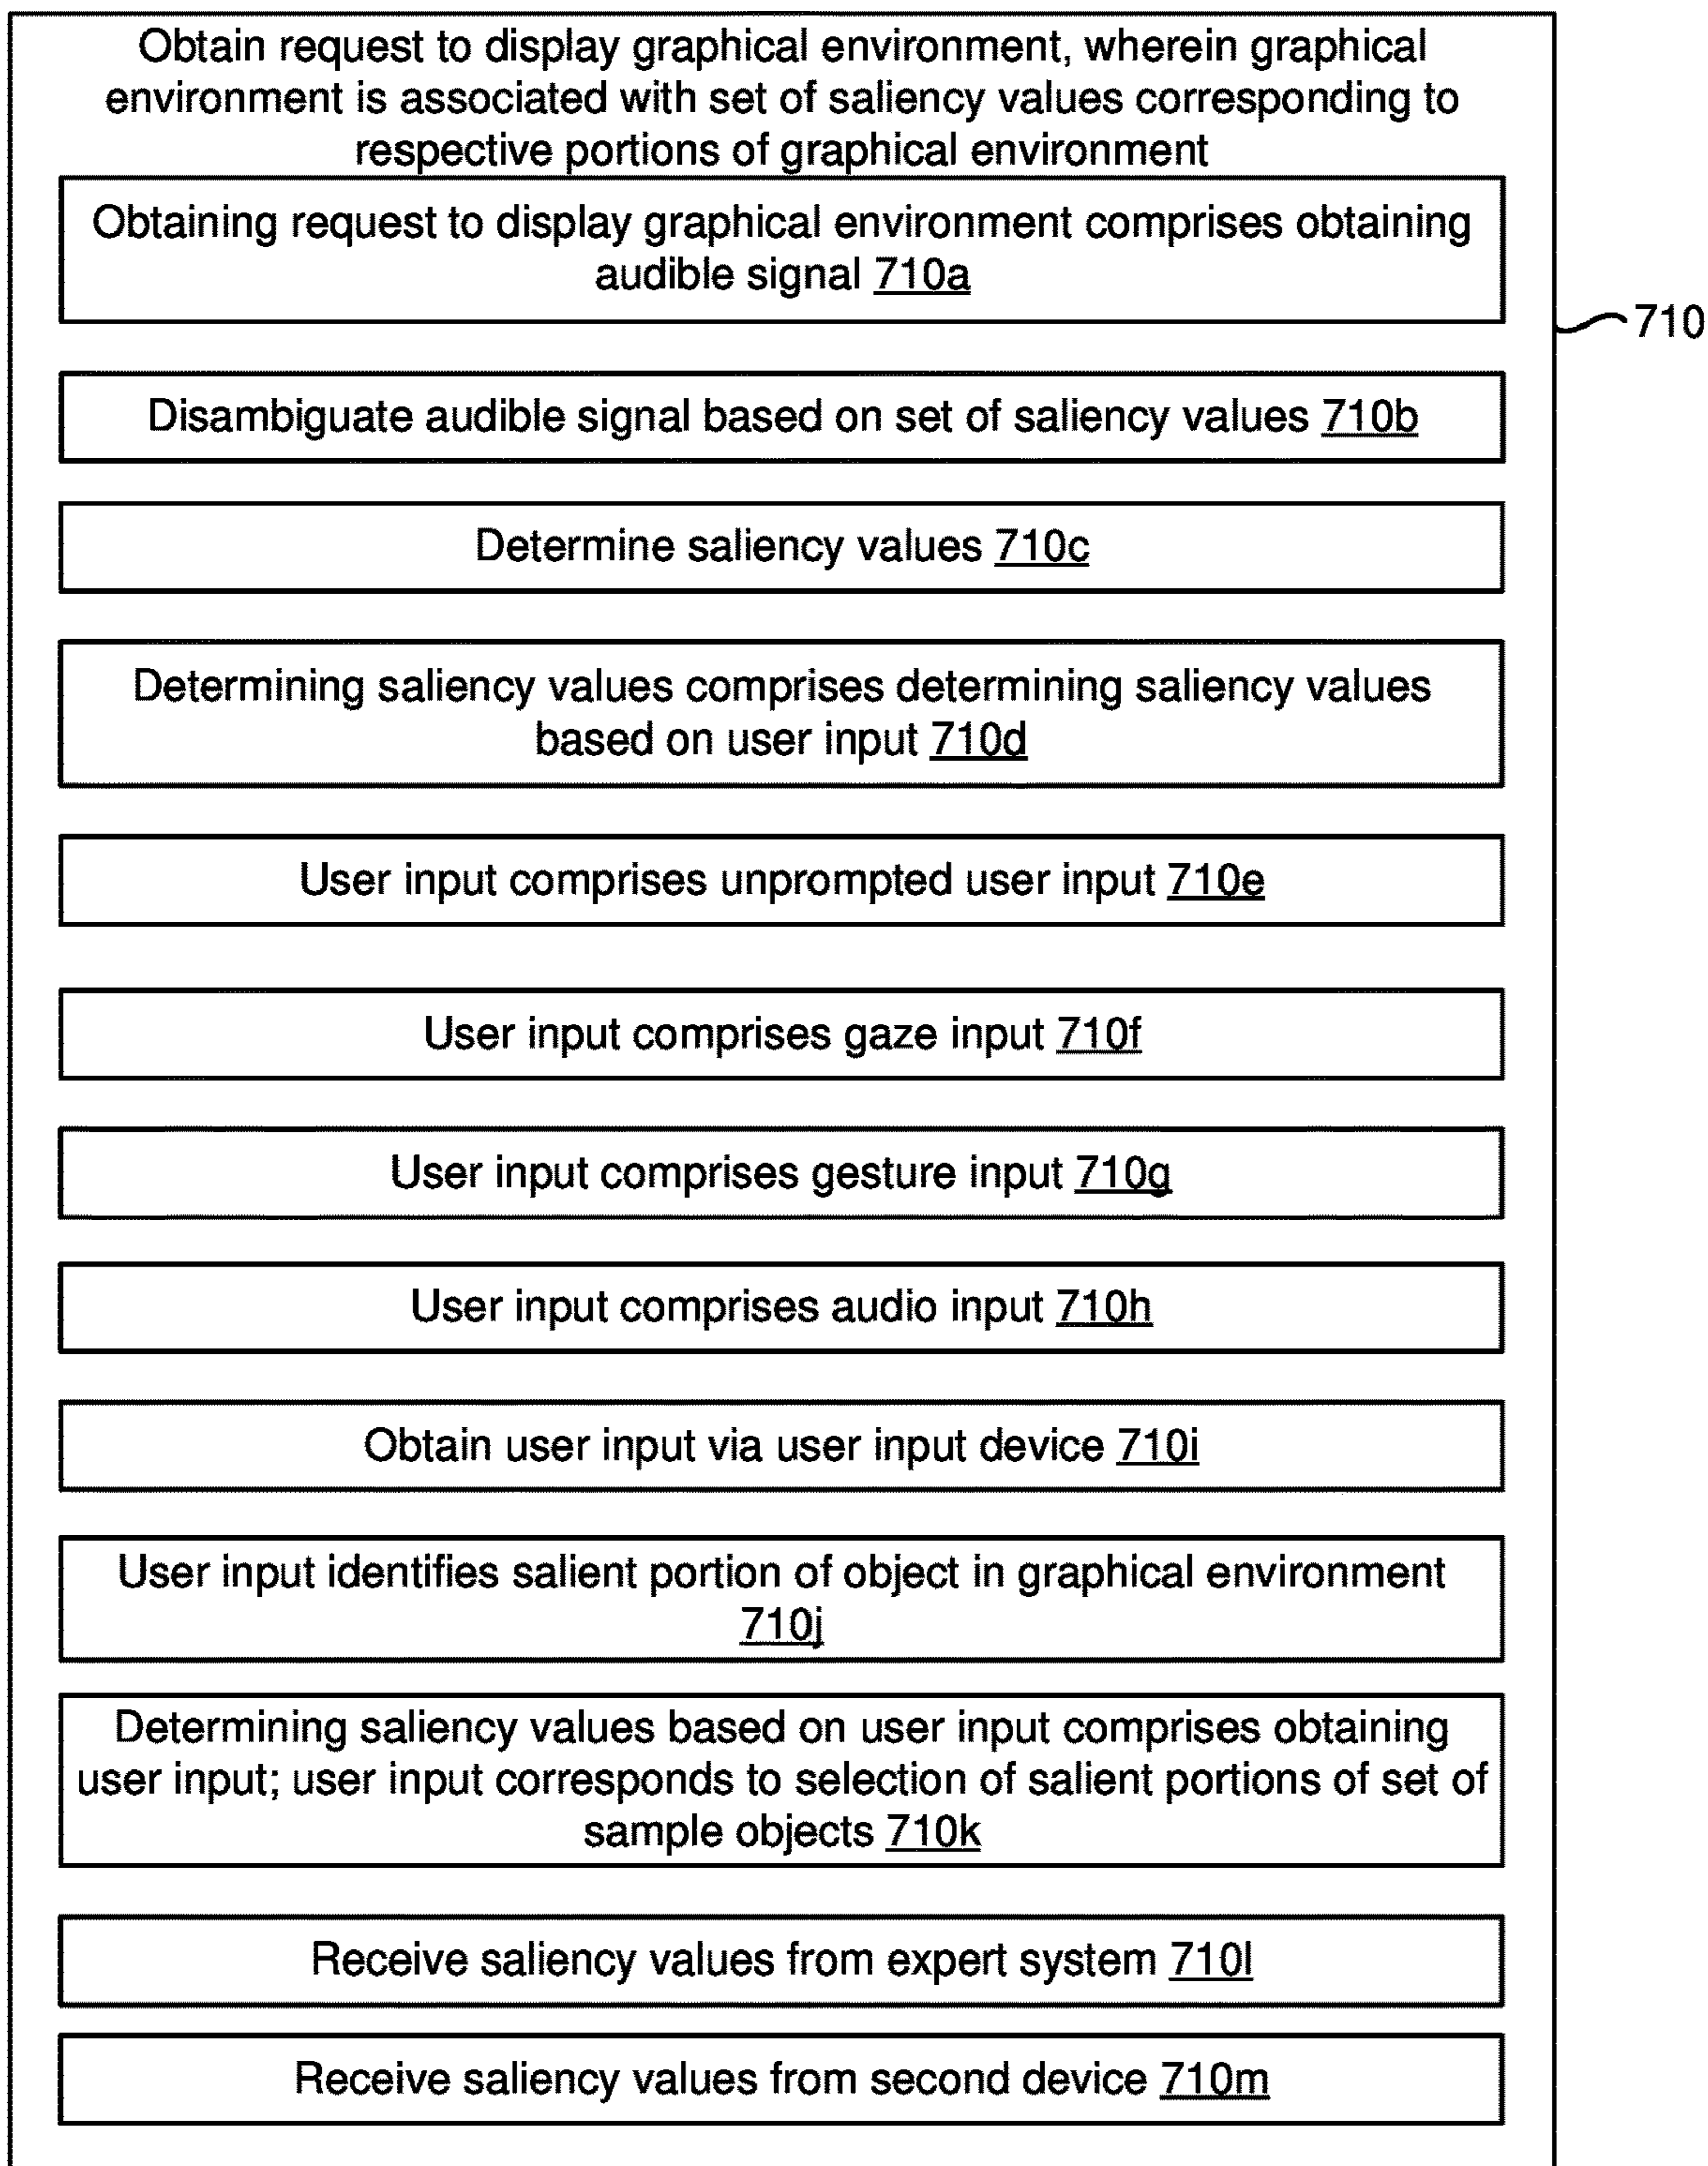 Obtain request to display graphical environment, wherein graphical
environment is associated with set of saliency values corresponding to
respective portions of graphical environment
Obtaining request to display graphical environment comprises obtaining
audible signal 710a
710
Disambiguate audible signal based on set of saliency values 710b
Determine saliency values 710c
Determining saliency values comprises determining saliency values
based on user input 710d
User input comprises unprompted user input 710e
User input comprises gaze input 710f
User input comprises gesture input 710g
User input comprises audio input 710h
Obtain user input via user input device 710i
User input identifies salient portion of object in graphical environment
710j
Determining saliency values based on user input comprises obtaining
user input; user input corresponds to selection of salient portions of set of
sample objects 710k
Receive saliency values from expert system 710l
Receive saliency values from second device 710m